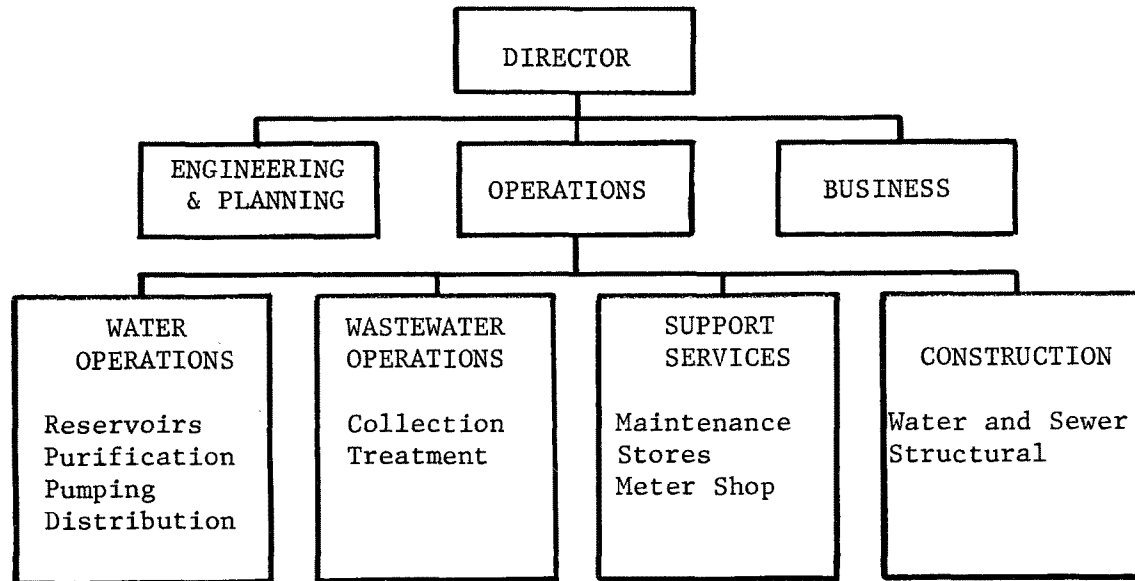 DIRECTOR
ENGINEERING
& PLANNING
OPERATIONS
BUSINESS
WATER
OPERATIONS
Reservoirs
Purification
Pumping
Distribution
WASTEWATER
OPERATIONS
Collection
Treatment
SUPPORT
SERVICES
Maintenance
Stores
Meter Shop
CONSTRUCTION
Water and Sewer
Structural